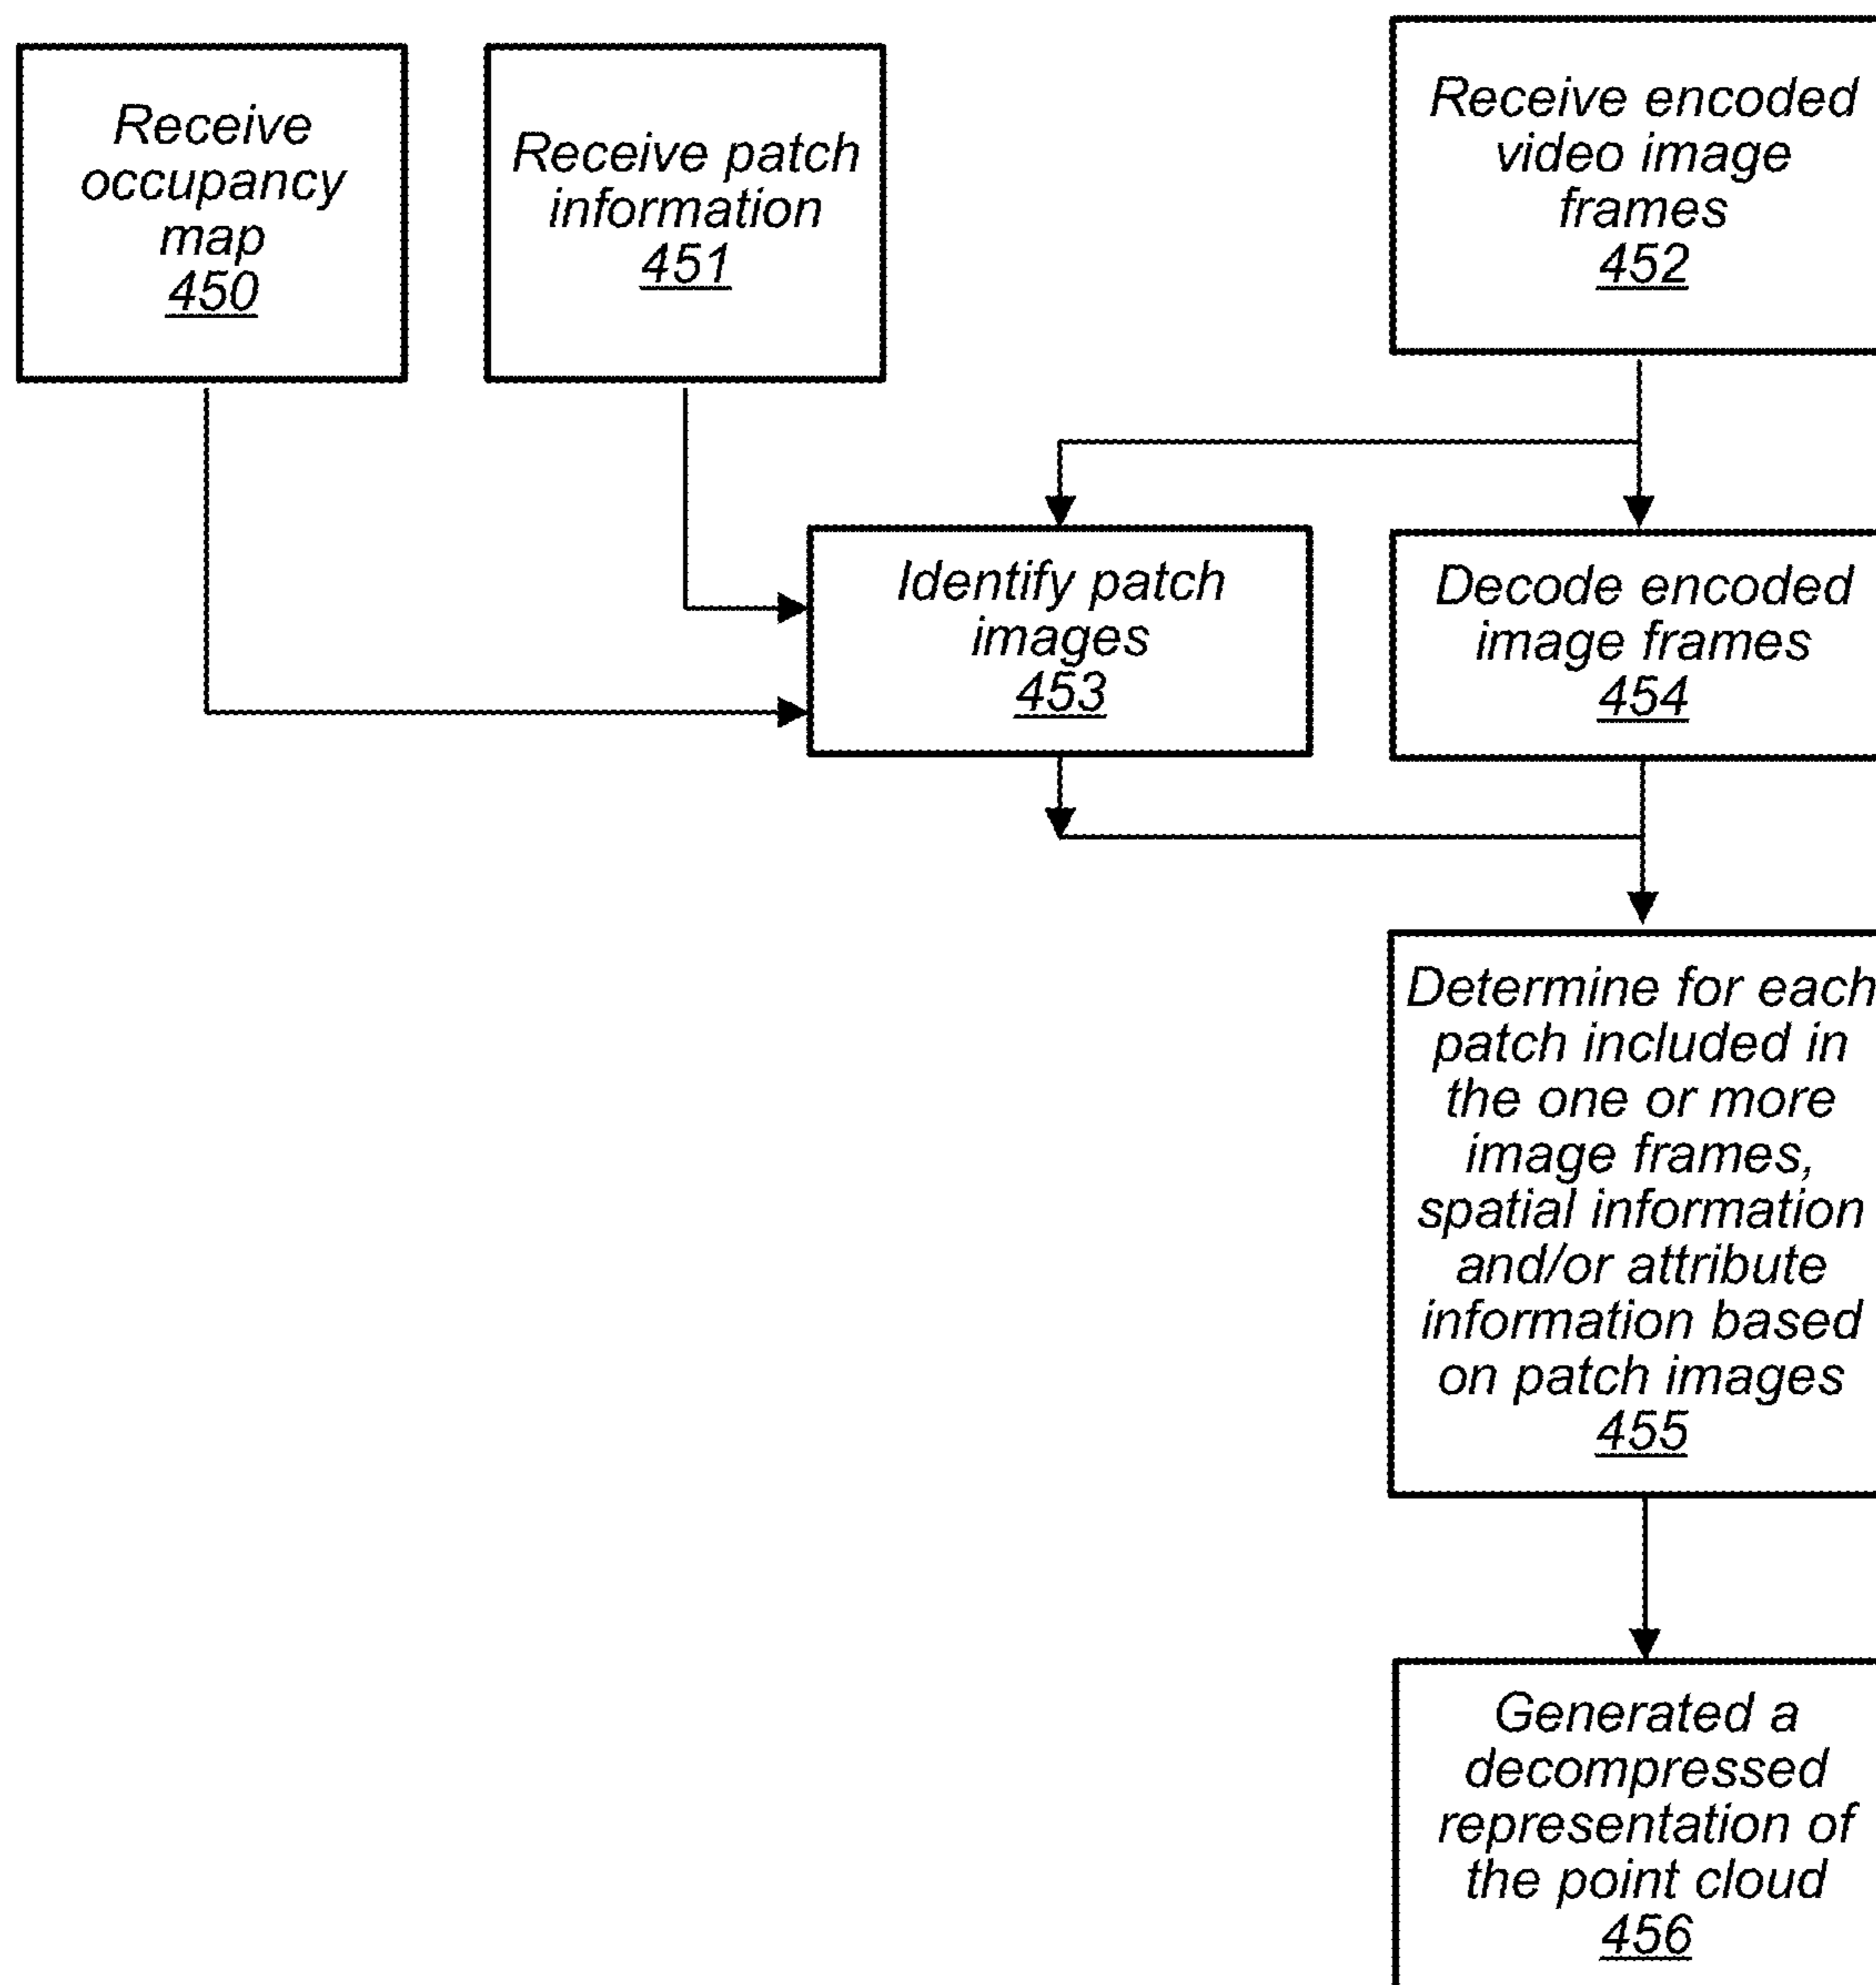 Receive
occupancy
map
450
Receive patch
information
451
Receive encoded
video image
frames
452
Identify patch
images
453
Decode encoded
image frames
454
Determine for each
patch included in
the one or more
image frames,
spatial information
and/or attribute
information based
on patch images
455
Generated a
decompressed
representation of
the point cloud
456